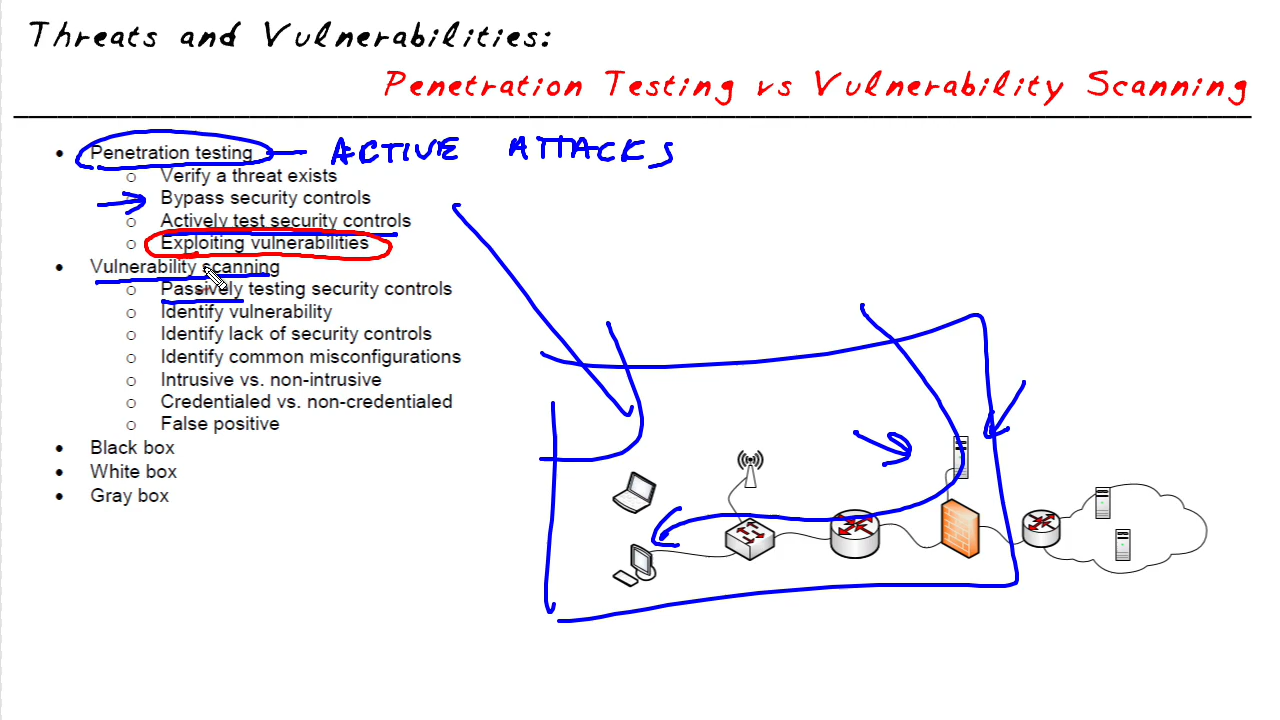 Threats and Vulnerabilities:
Penetration Testing vs Vulnerability Scanning
• Penetration testing — ACTIVE ATTACKS
o Verify a threat exists
o Bypass security controls
o Actively test security controls
o Exploiting vulnerabilities
• Vulnerability scanning
o Passively testing security controls
o Identify vulnerability
o Identify lack of security controls
o Identify common misconfigurations
o Intrusive vs. non-intrusive
o Credentialed vs. non-credentialed
o False positive
• Black box
• White box
• Gray box